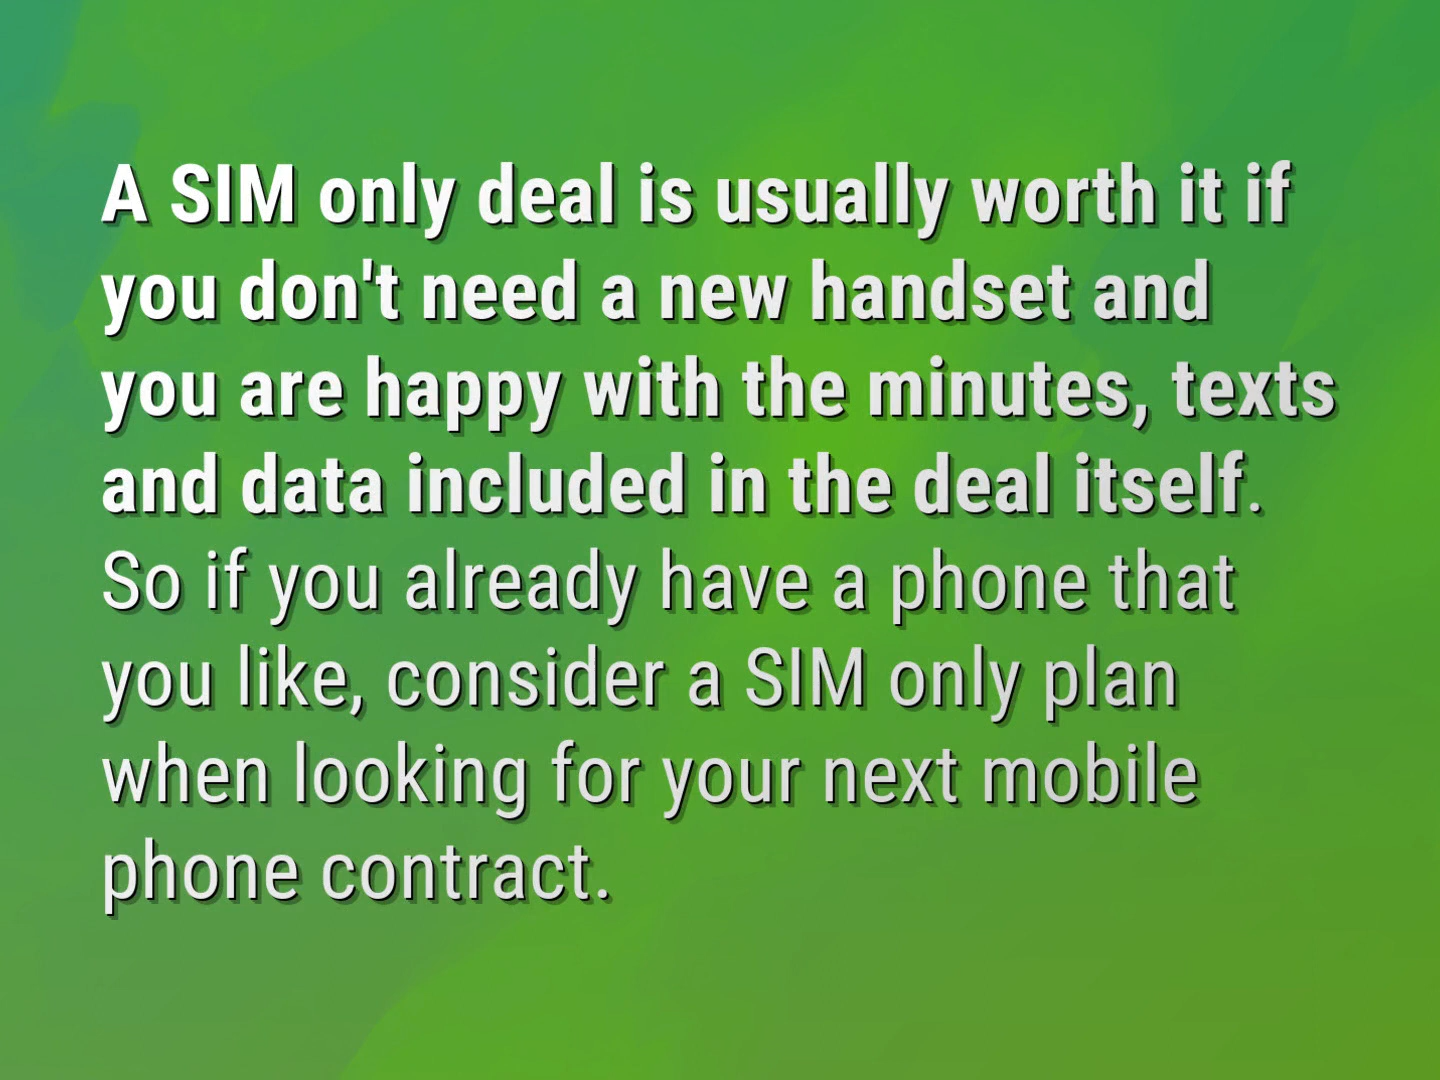 A SIM only deal is usually worth it if
you don't need a new handset and
you are happy with the minutes, texts
and data included in the deal itself.
So if you already have a phone that
you like, consider a SIM only plan
when looking for your next mobile
phone contract.